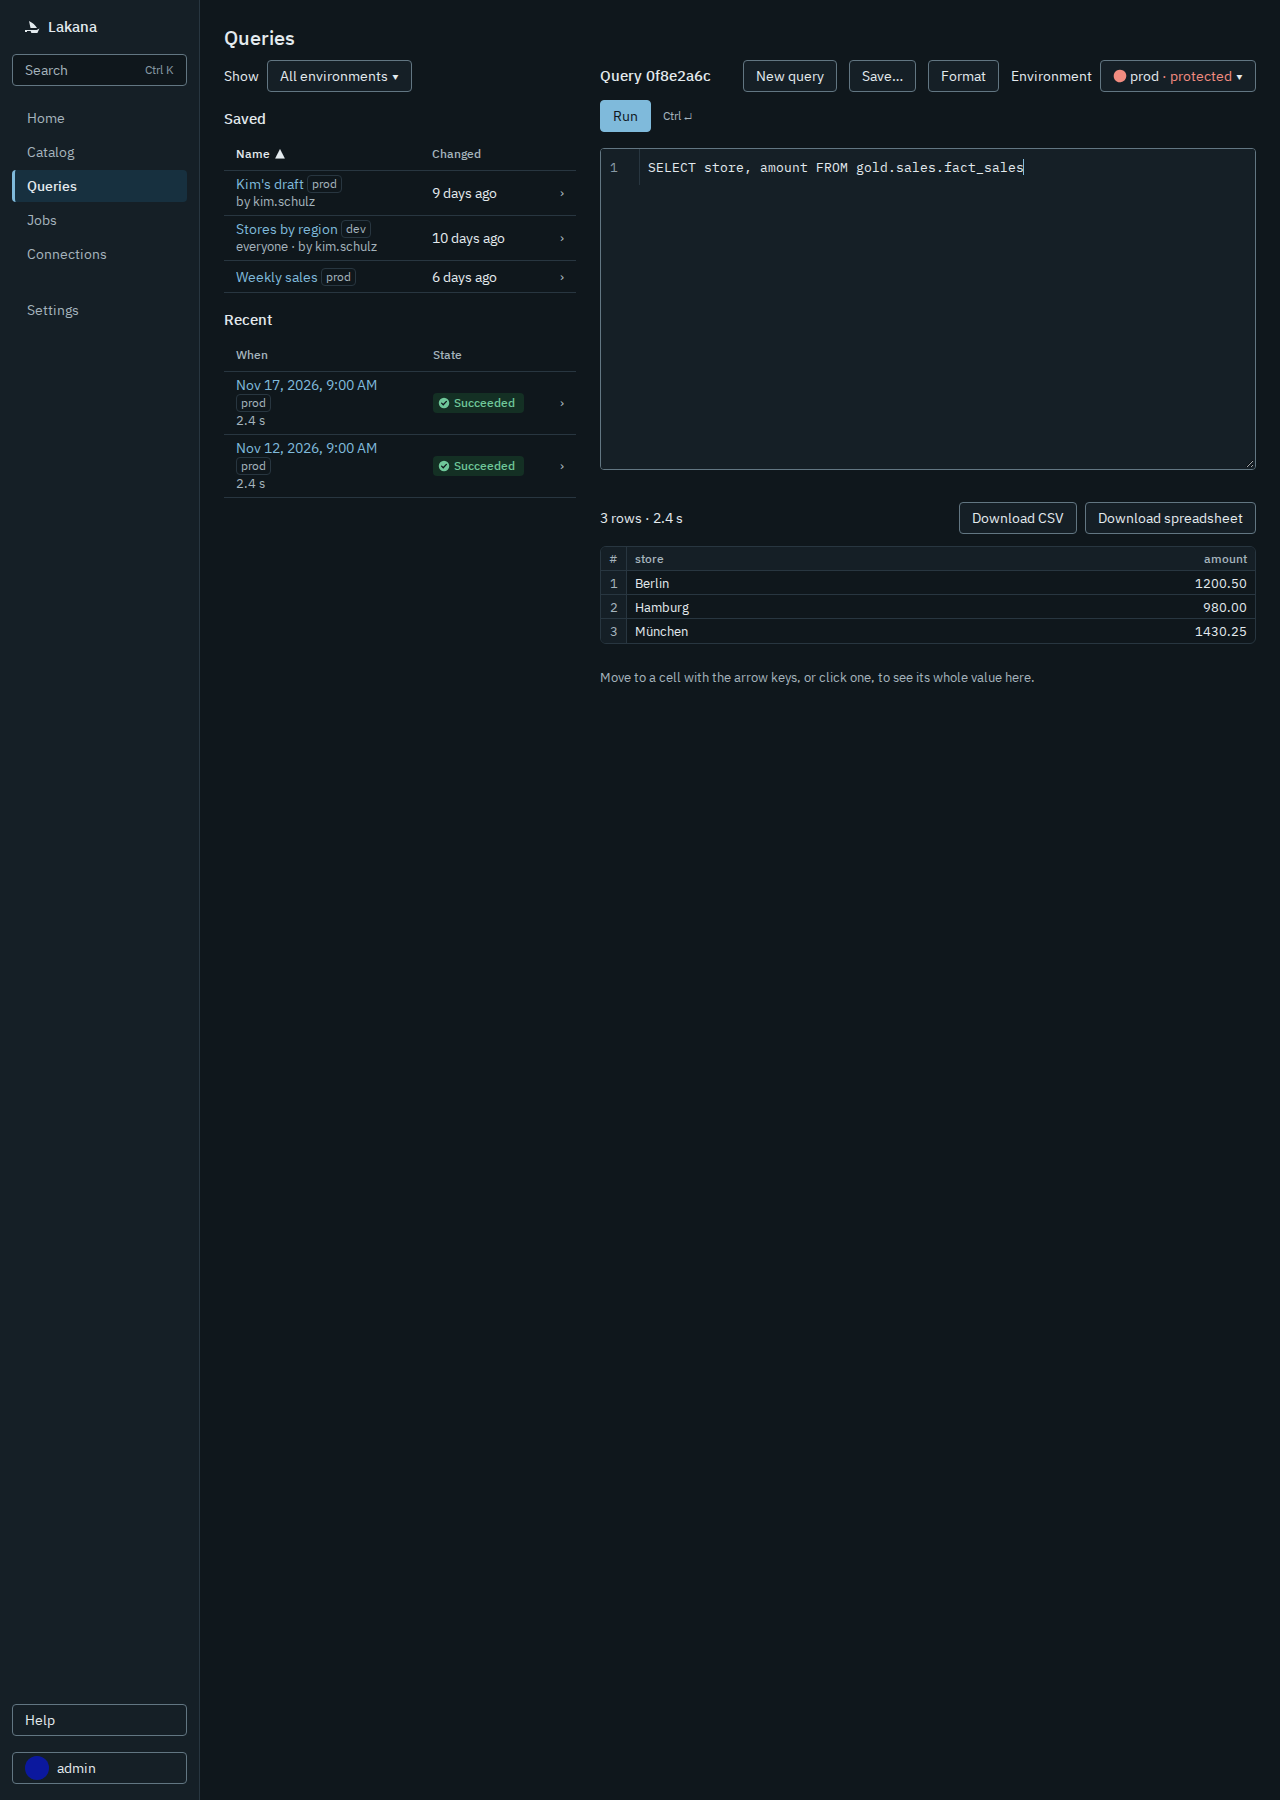 Lakana
Search Ctrl K
Home
Catalog
Queries
Jobs
Connections
Settings
Help
admin
Queries
Show All environments ▾
Saved
Name ▲ Changed
Kim's draft prod
by kim.schulz
9 days ago ›
Stores by region dev
everyone · by kim.schulz
10 days ago ›
Weekly sales prod 6 days ago ›
Recent
When State
Nov 17, 2026, 9:00 AM
prod
2.4 s
Succeeded ›
Nov 12, 2026, 9:00 AM
prod
2.4 s
Succeeded ›
Query 0f8e2a6c New query Save... Format Environment prod · protected ▾
Run Ctrl ↵
1 SELECT store, amount FROM gold.sales.fact_sales
3 rows · 2.4 s Download CSV Download spreadsheet
# store amount
1 Berlin 1200.50
2 Hamburg 980.00
3 München 1430.25
Move to a cell with the arrow keys, or click one, to see its whole value here.